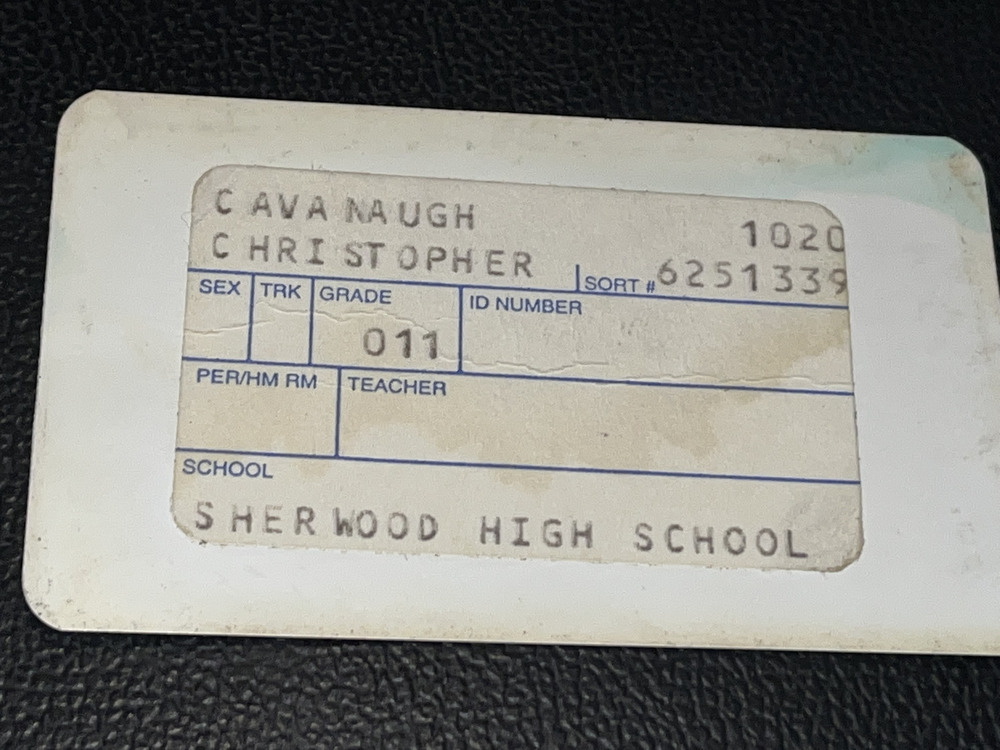 CAVANAUGH 1020
CHRISTOPHER SORT # 6251339
SEX TRK GRADE ID NUMBER
011
PER/HM RM TEACHER
SCHOOL
SHERWOOD HIGH SCHOOL